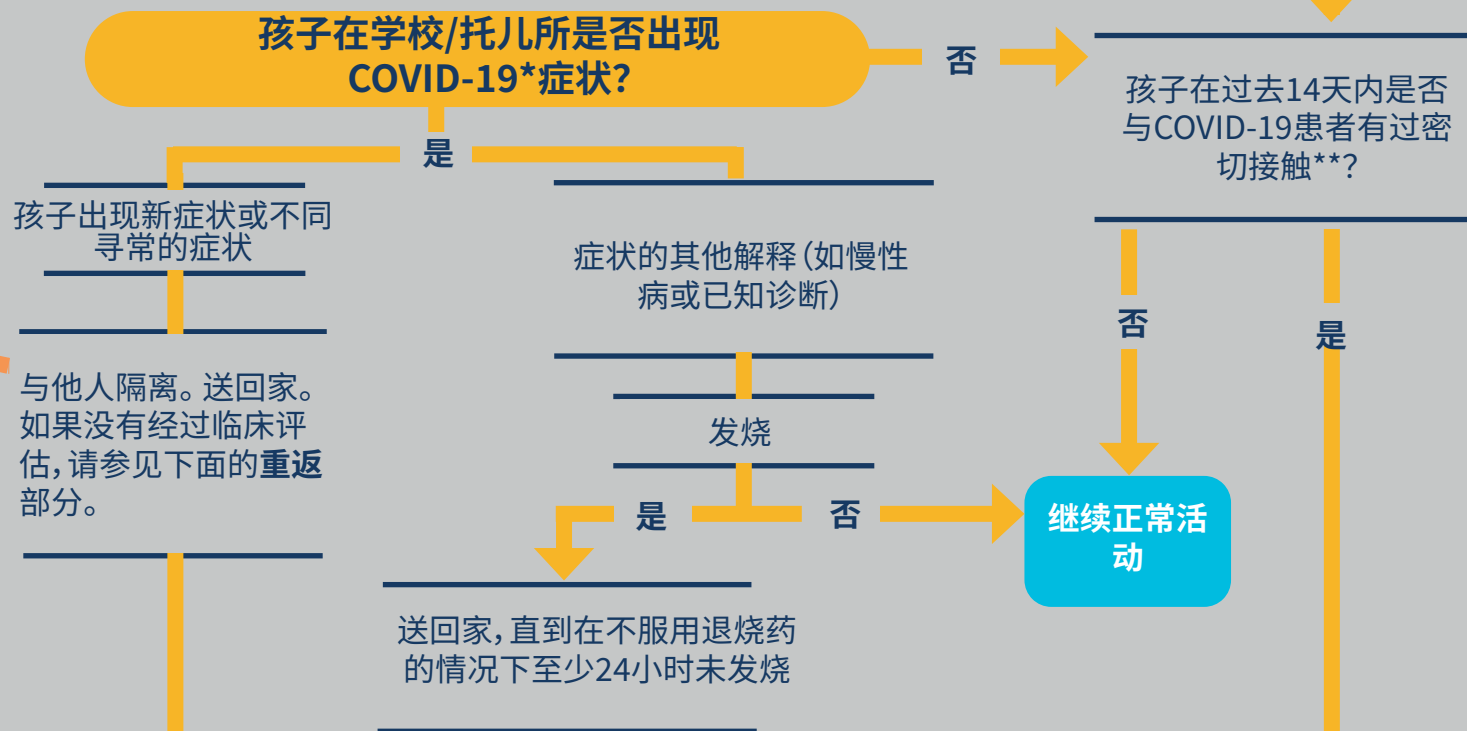 孩子在学校/托儿所是否出现
COVID-19*症状？
否
孩子在过去14天内是否
与COVID-19患者有过密
切接触**？
是
孩子出现新症状或不同
寻常的症状
症状的其他解释（如慢性
病或已知诊断）
否
是
与他人隔离。送回家。
如果没有经过临床评
估，请参见下面的重返
部分。
发烧
是
否
继续正常活
动
送回家，直到在不服用退烧药
的情况下至少24小时未发烧